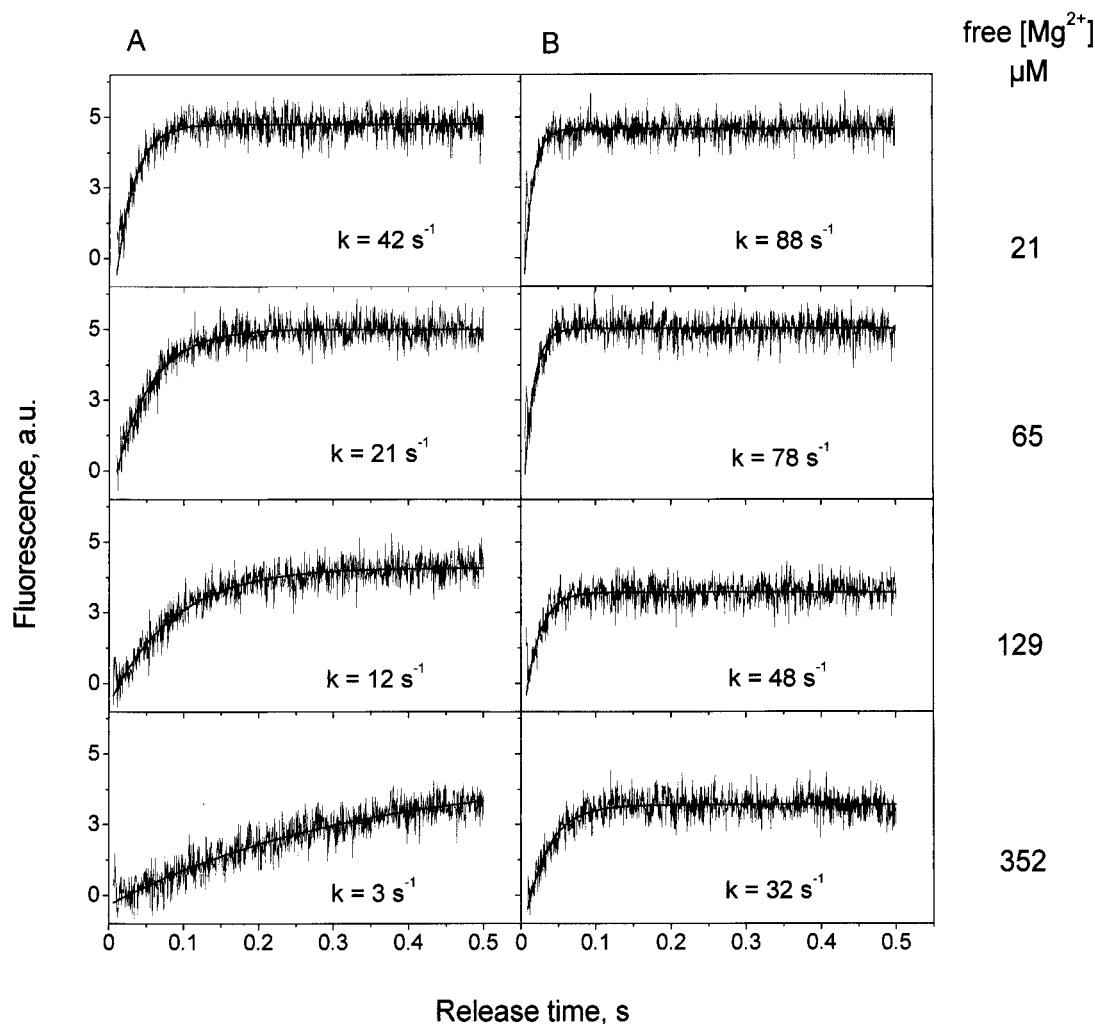 A
B
free [Mg²⁺]
μM
5
3
0
k = 42 s⁻¹
k = 88 s⁻¹
21
5
3
0
k = 21 s⁻¹
k = 78 s⁻¹
65
Fluorescence, a.u.
5
3
0
k = 12 s⁻¹
k = 48 s⁻¹
129
5
3
0
k = 3 s⁻¹
k = 32 s⁻¹
352
0 0.1 0.2 0.3 0.4 0.5 0 0.1 0.2 0.3 0.4 0.5
Release time, s